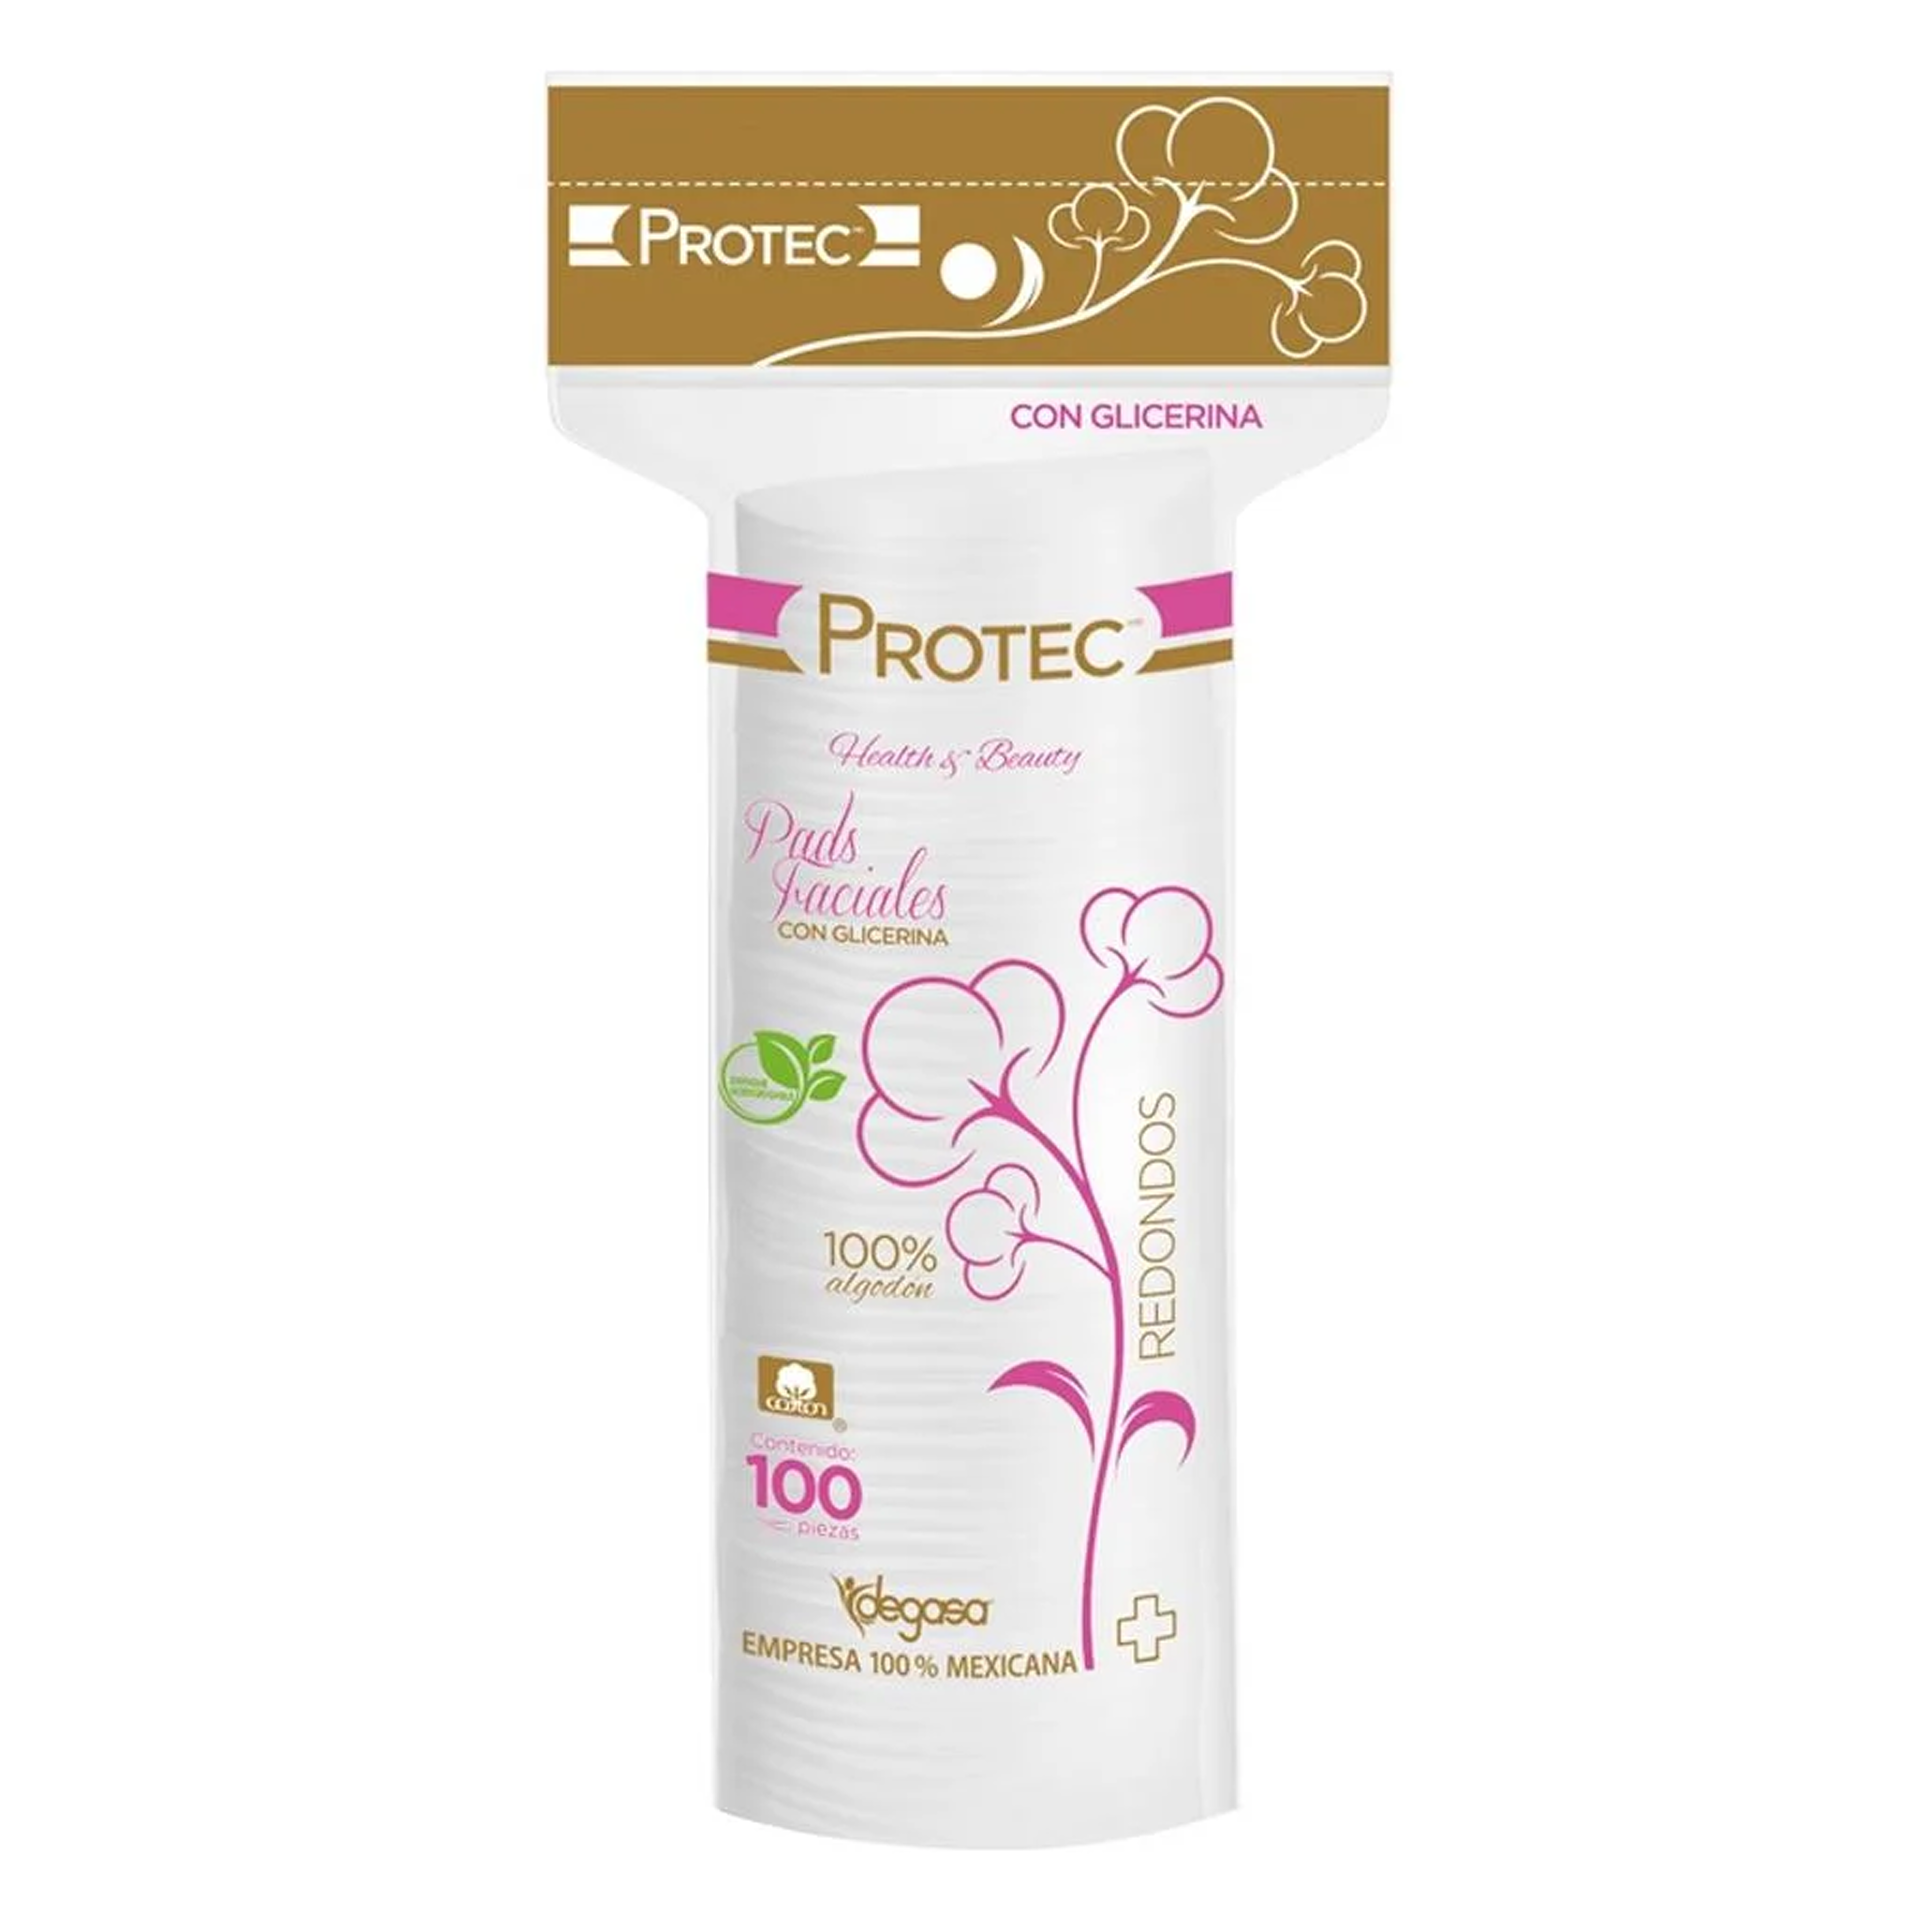 PROTEC
CON GLICERINA
PROTEC
Health & Beauty
Pads
Faciales
CON GLICERINA
REDONDOS
100%
algodón
COTTON
Contenido:
100
piezas
degasa
EMPRESA 100% MEXICANA